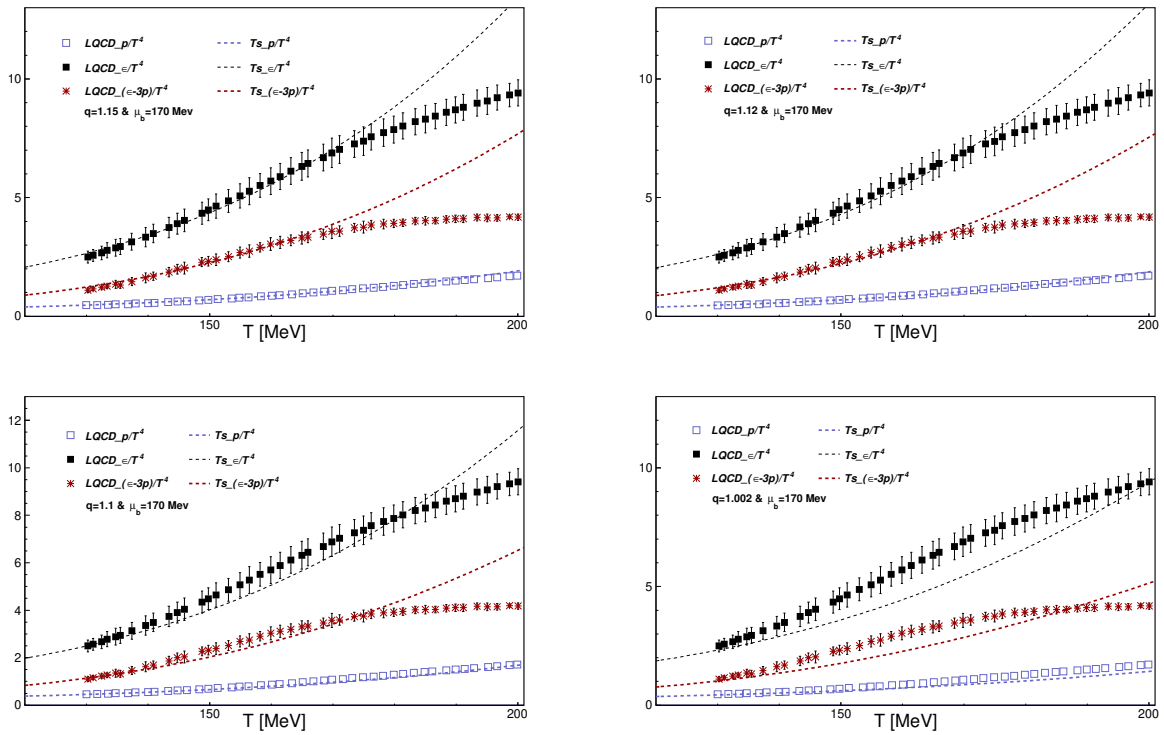 LQCD_p/T⁴ Ts_p/T⁴
10 LQCD_ϵ/T⁴ Ts_ϵ/T⁴
LQCD_(ϵ-3p)/T⁴ Ts_(ϵ-3p)/T⁴
q=1.15 & μ_b=170 Mev
5
0
150 200
T [MeV]
LQCD_p/T⁴ Ts_p/T⁴
10 LQCD_ϵ/T⁴ Ts_ϵ/T⁴
LQCD_(ϵ-3p)/T⁴ Ts_(ϵ-3p)/T⁴
q=1.12 & μ_b=170 Mev
5
0
150 200
T [MeV]
12
LQCD_p/T⁴ Ts_p/T⁴
10 LQCD_ϵ/T⁴ Ts_ϵ/T⁴
LQCD_(ϵ-3p)/T⁴ Ts_(ϵ-3p)/T⁴
q=1.1 & μ_b=170 Mev
8
6
4
2
0
150 200
T [MeV]
LQCD_p/T⁴ Ts_p/T⁴
10 LQCD_ϵ/T⁴ Ts_ϵ/T⁴
LQCD_(ϵ-3p)/T⁴ Ts_(ϵ-3p)/T⁴
q=1.002 & μ_b=170 Mev
5
0
150 200
T [MeV]